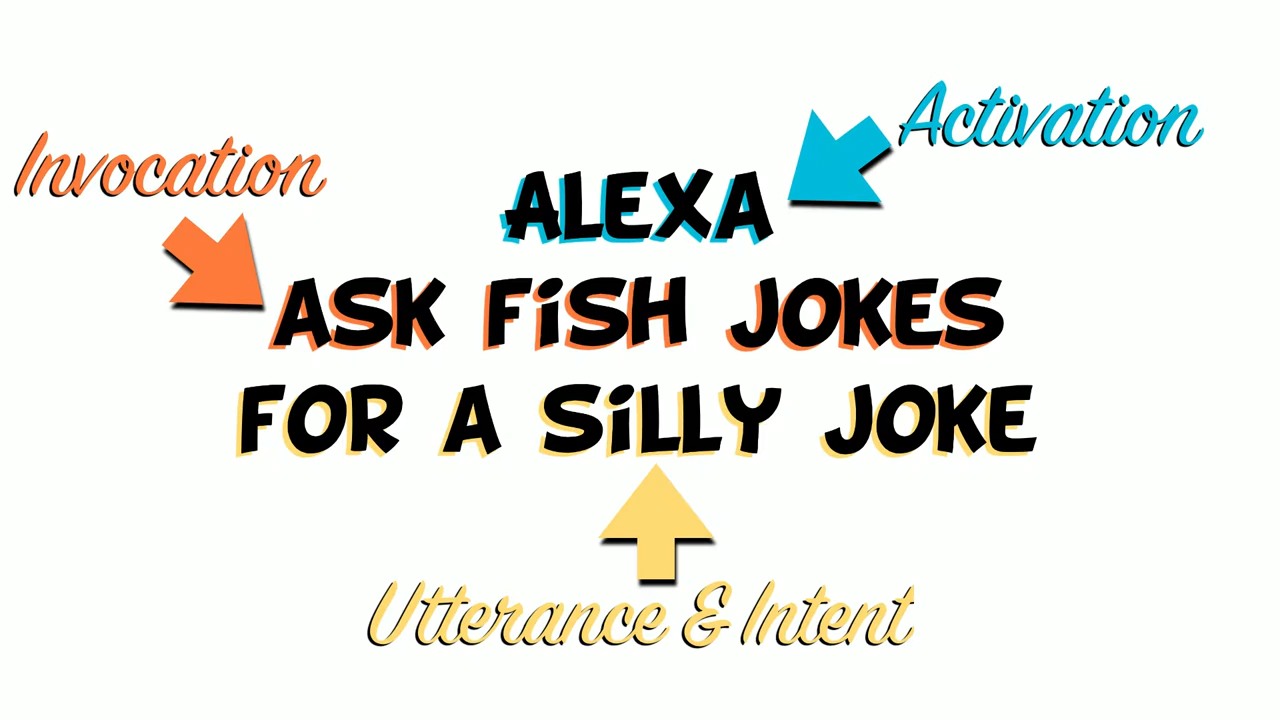 Activation
Invocation
ALEXA
ASK FiSH JOKES
FOR A SiLLY JOKE
Utterance & Intent